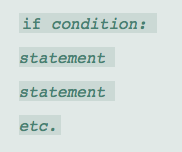 if condition:
statement
statement
etc.